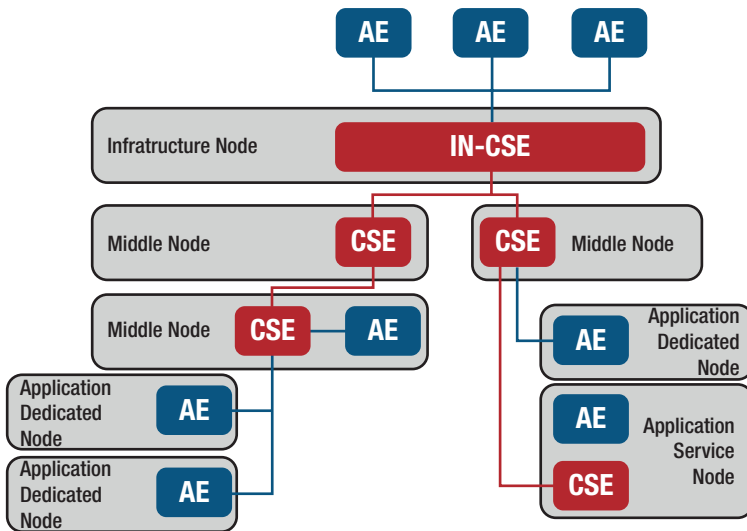 AE
AE
AE
Infratructure Node
IN-CSE
Middle Node
CSE
CSE
Middle Node
Middle Node
CSE
AE
AE
Application
Dedicated
Node
Application
Dedicated
Node
AE
AE
Application
Service
Node
CSE
Application
Dedicated
Node
AE